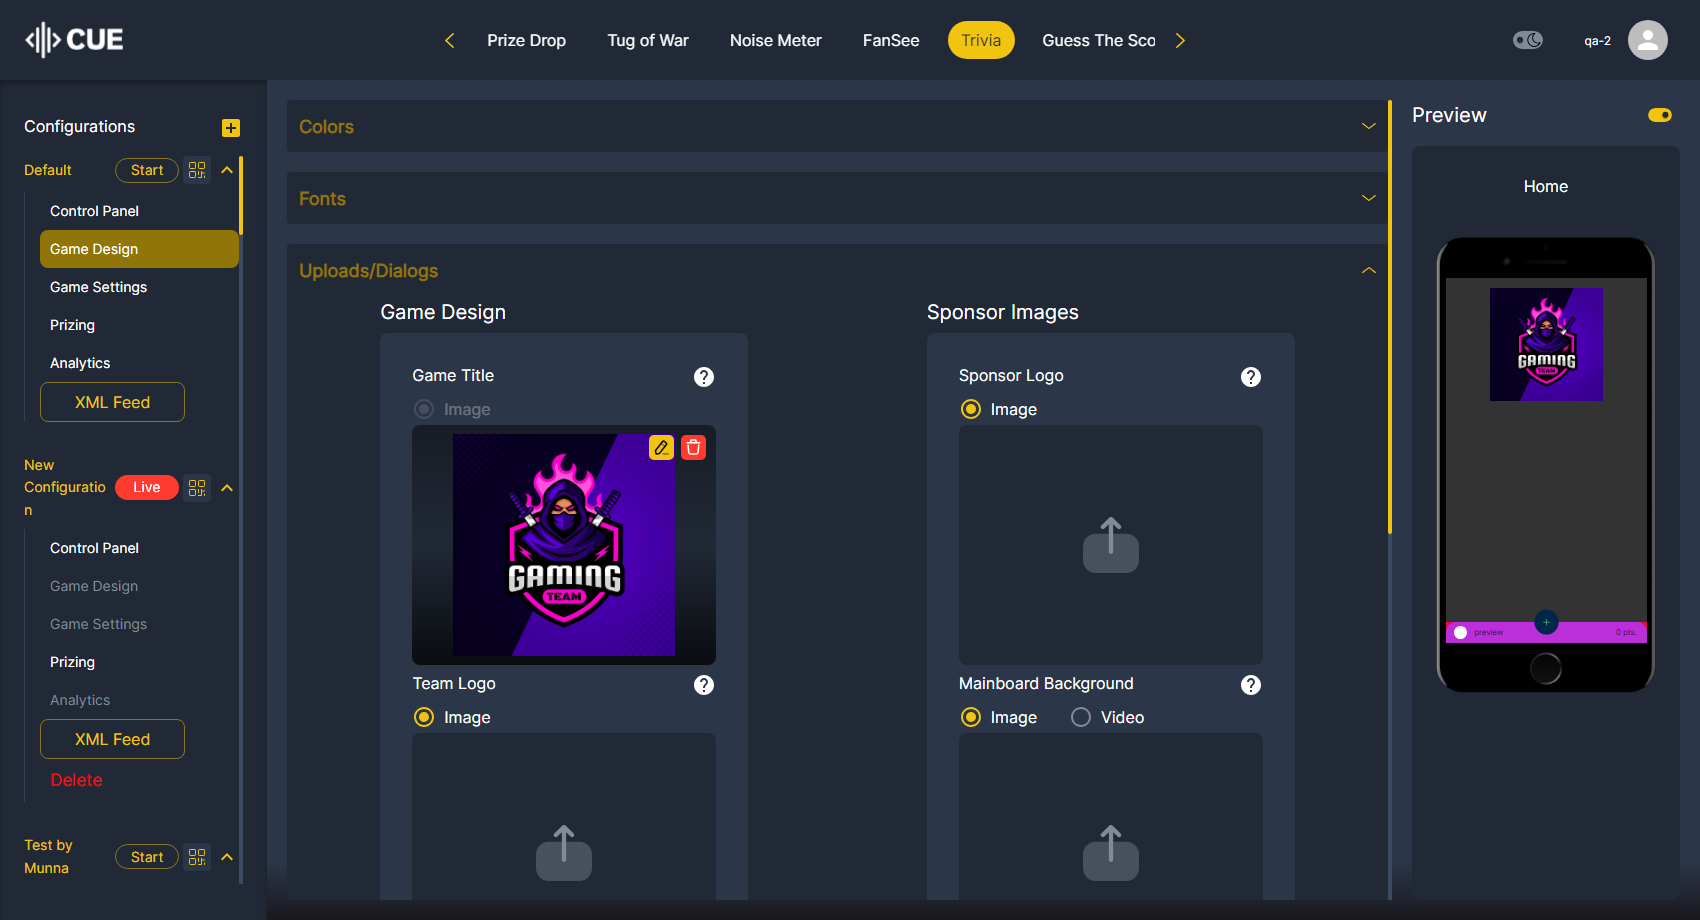 CUE
Prize Drop
Tug of War
Noise Meter
FanSee
Trivia
Guess The Sco
qa-2
Configurations
Default
Start
Control Panel
Game Design
Game Settings
Prizing
Analytics
XML Feed
New
Configuratio
n
Live
Control Panel
Game Design
Game Settings
Prizing
Analytics
XML Feed
Delete
Test by
Munna
Start
Colors
Fonts
Uploads/Dialogs
Game Design
Game Title
Image
GAMING
TEAM
Team Logo
Image
Sponsor Images
Sponsor Logo
Image
Mainboard Background
Image
Video
Preview
Home
GAMING
TEAM
preview
0 pts.